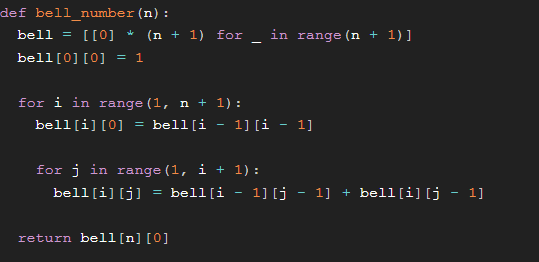 def bell_number(n):
  bell = [[0] * (n + 1) for _ in range(n + 1)]
  bell[0][0] = 1

  for i in range(1, n + 1):
    bell[i][0] = bell[i - 1][i - 1]

    for j in range(1, i + 1):
      bell[i][j] = bell[i - 1][j - 1] + bell[i][j - 1]

  return bell[n][0]